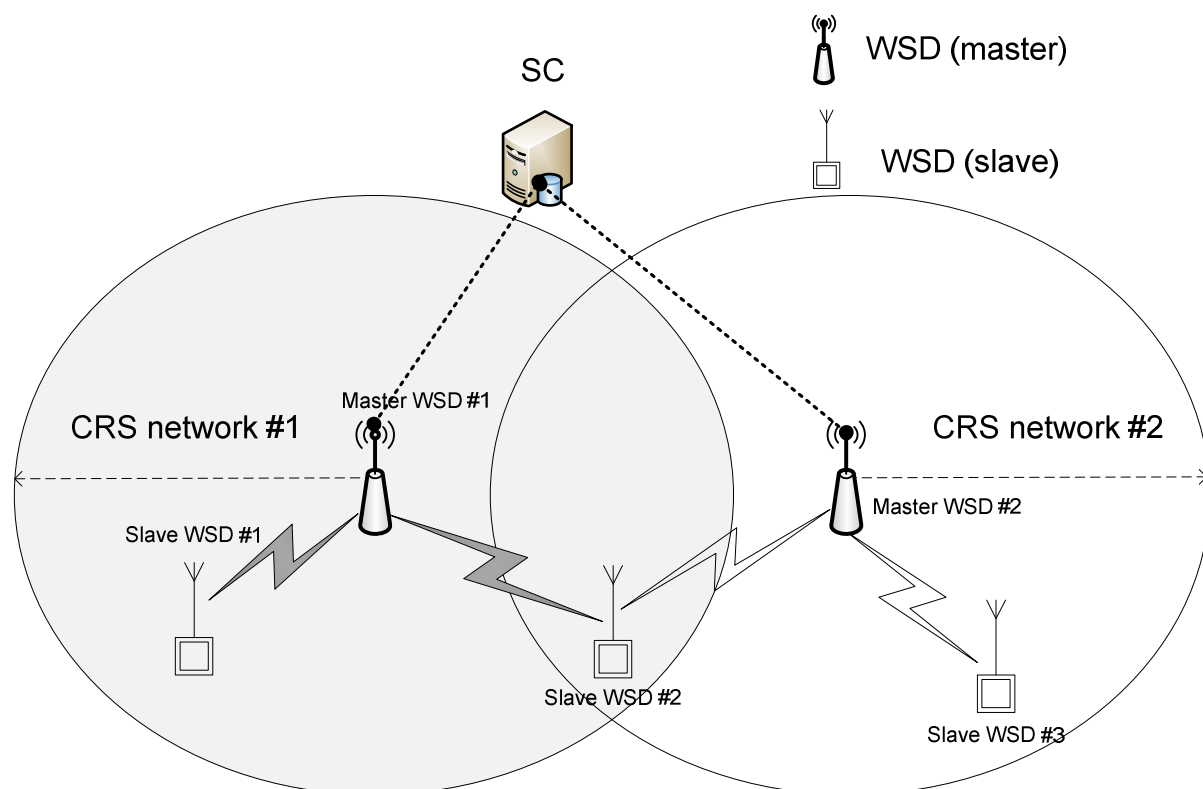 WSD (master)
SC
WSD (slave)
Master WSD #1
CRS network #1
CRS network #2
Master WSD #2
Slave WSD #1
Slave WSD #2
Slave WSD #3